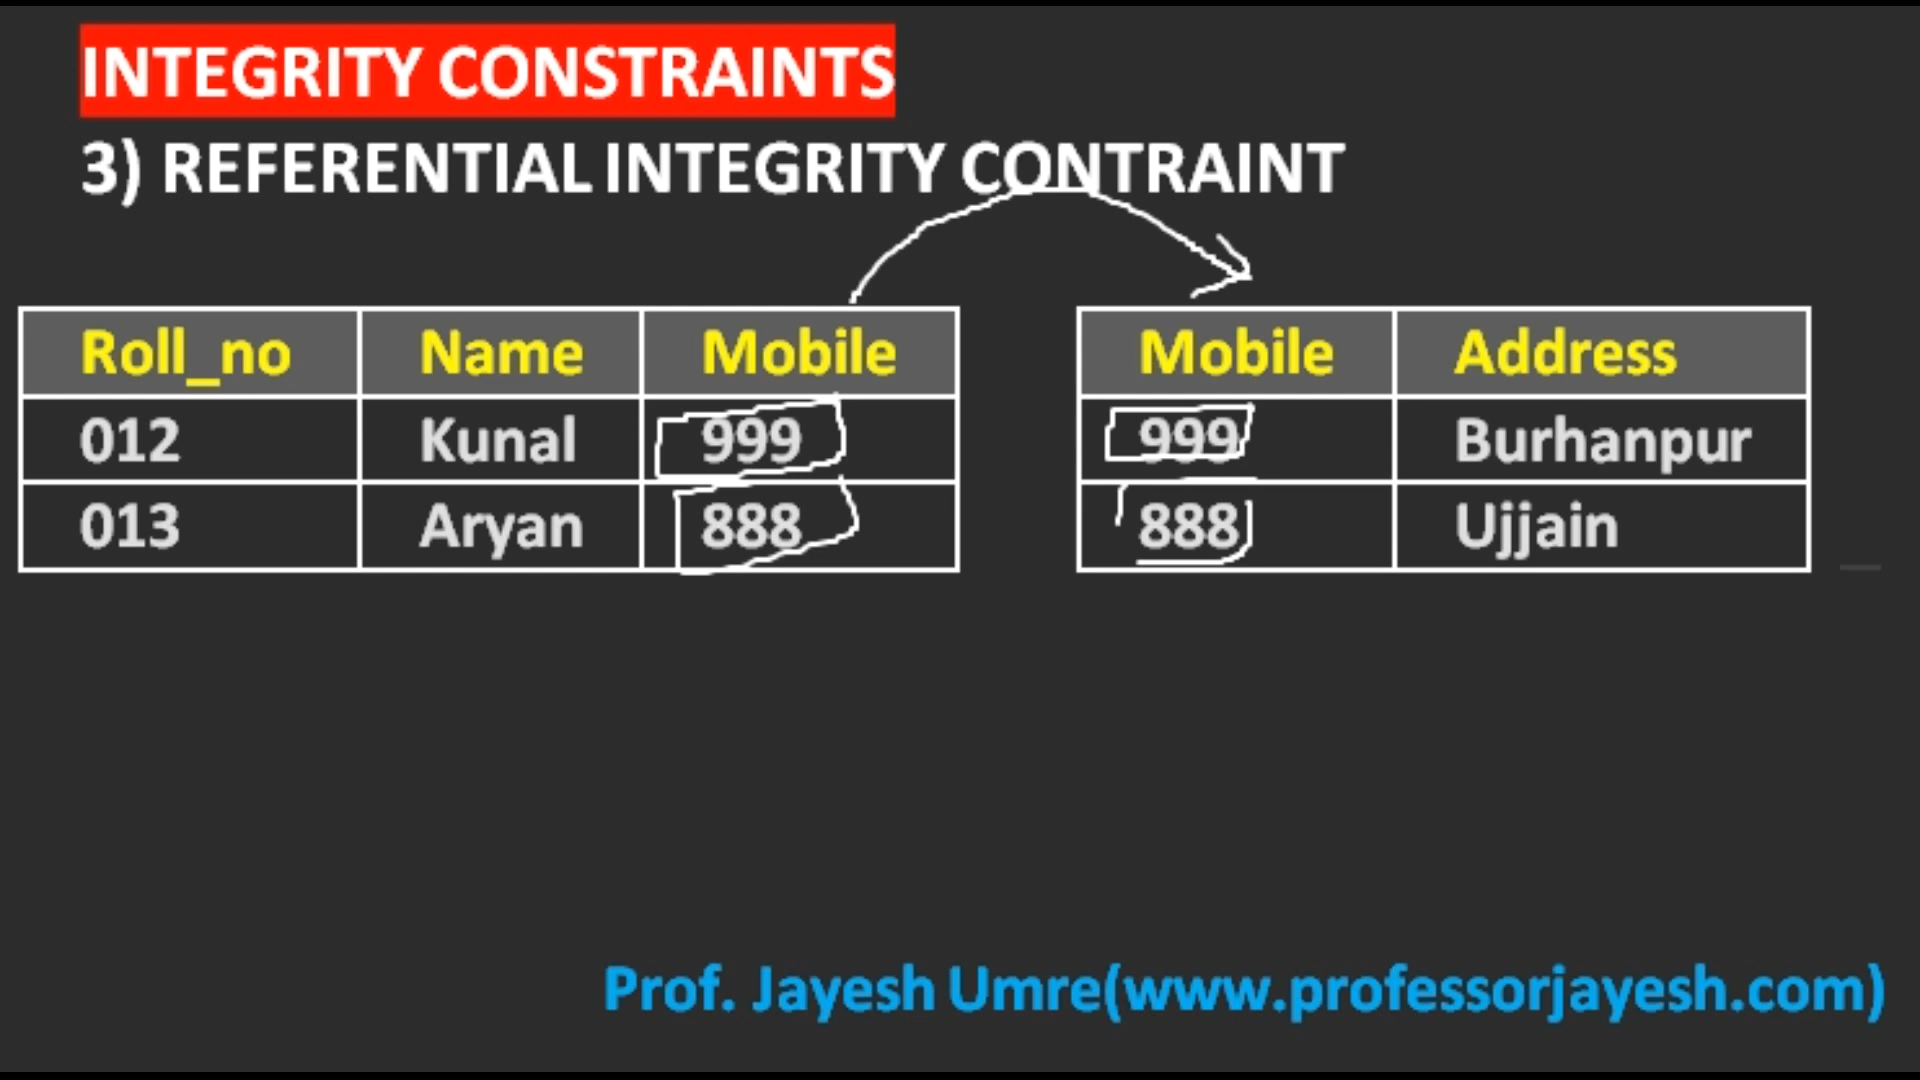 INTEGRITY CONSTRAINTS
3) REFERENTIAL INTEGRITY CONTRAINT
Roll_no Name Mobile Mobile Address
012 Kunal 999 999 Burhanpur
013 Aryan 888 888 Ujjain
Prof. Jayesh Umre(www.professorjayesh.com)